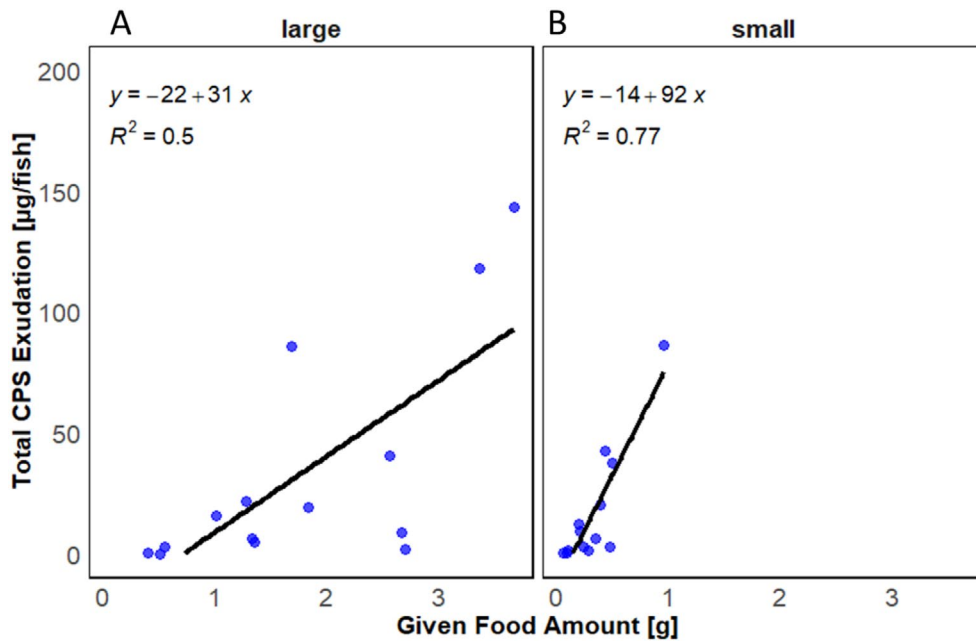 A
large
B
small
Total CPS Exudation [µg/fish]
200
150
100
50
0
y = −22 + 31 x
R² = 0.5
y = −14 + 92 x
R² = 0.77
0 1 2 3
0 1 2 3
Given Food Amount [g]